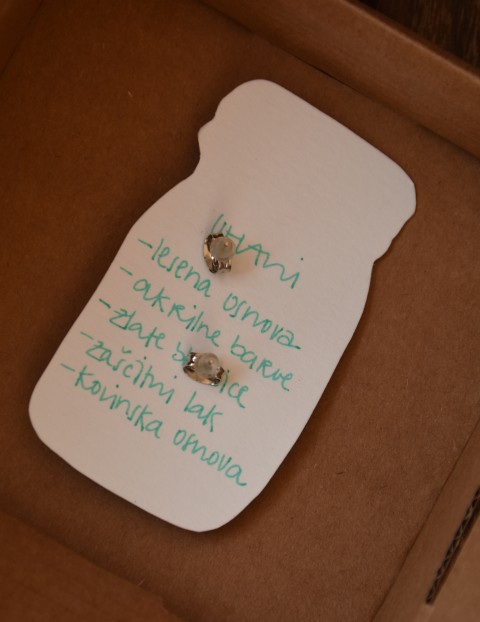 UHANi
-lesena osnova
-akrilne barve
-zlate
-zaščitni lak
-kovinska osnova